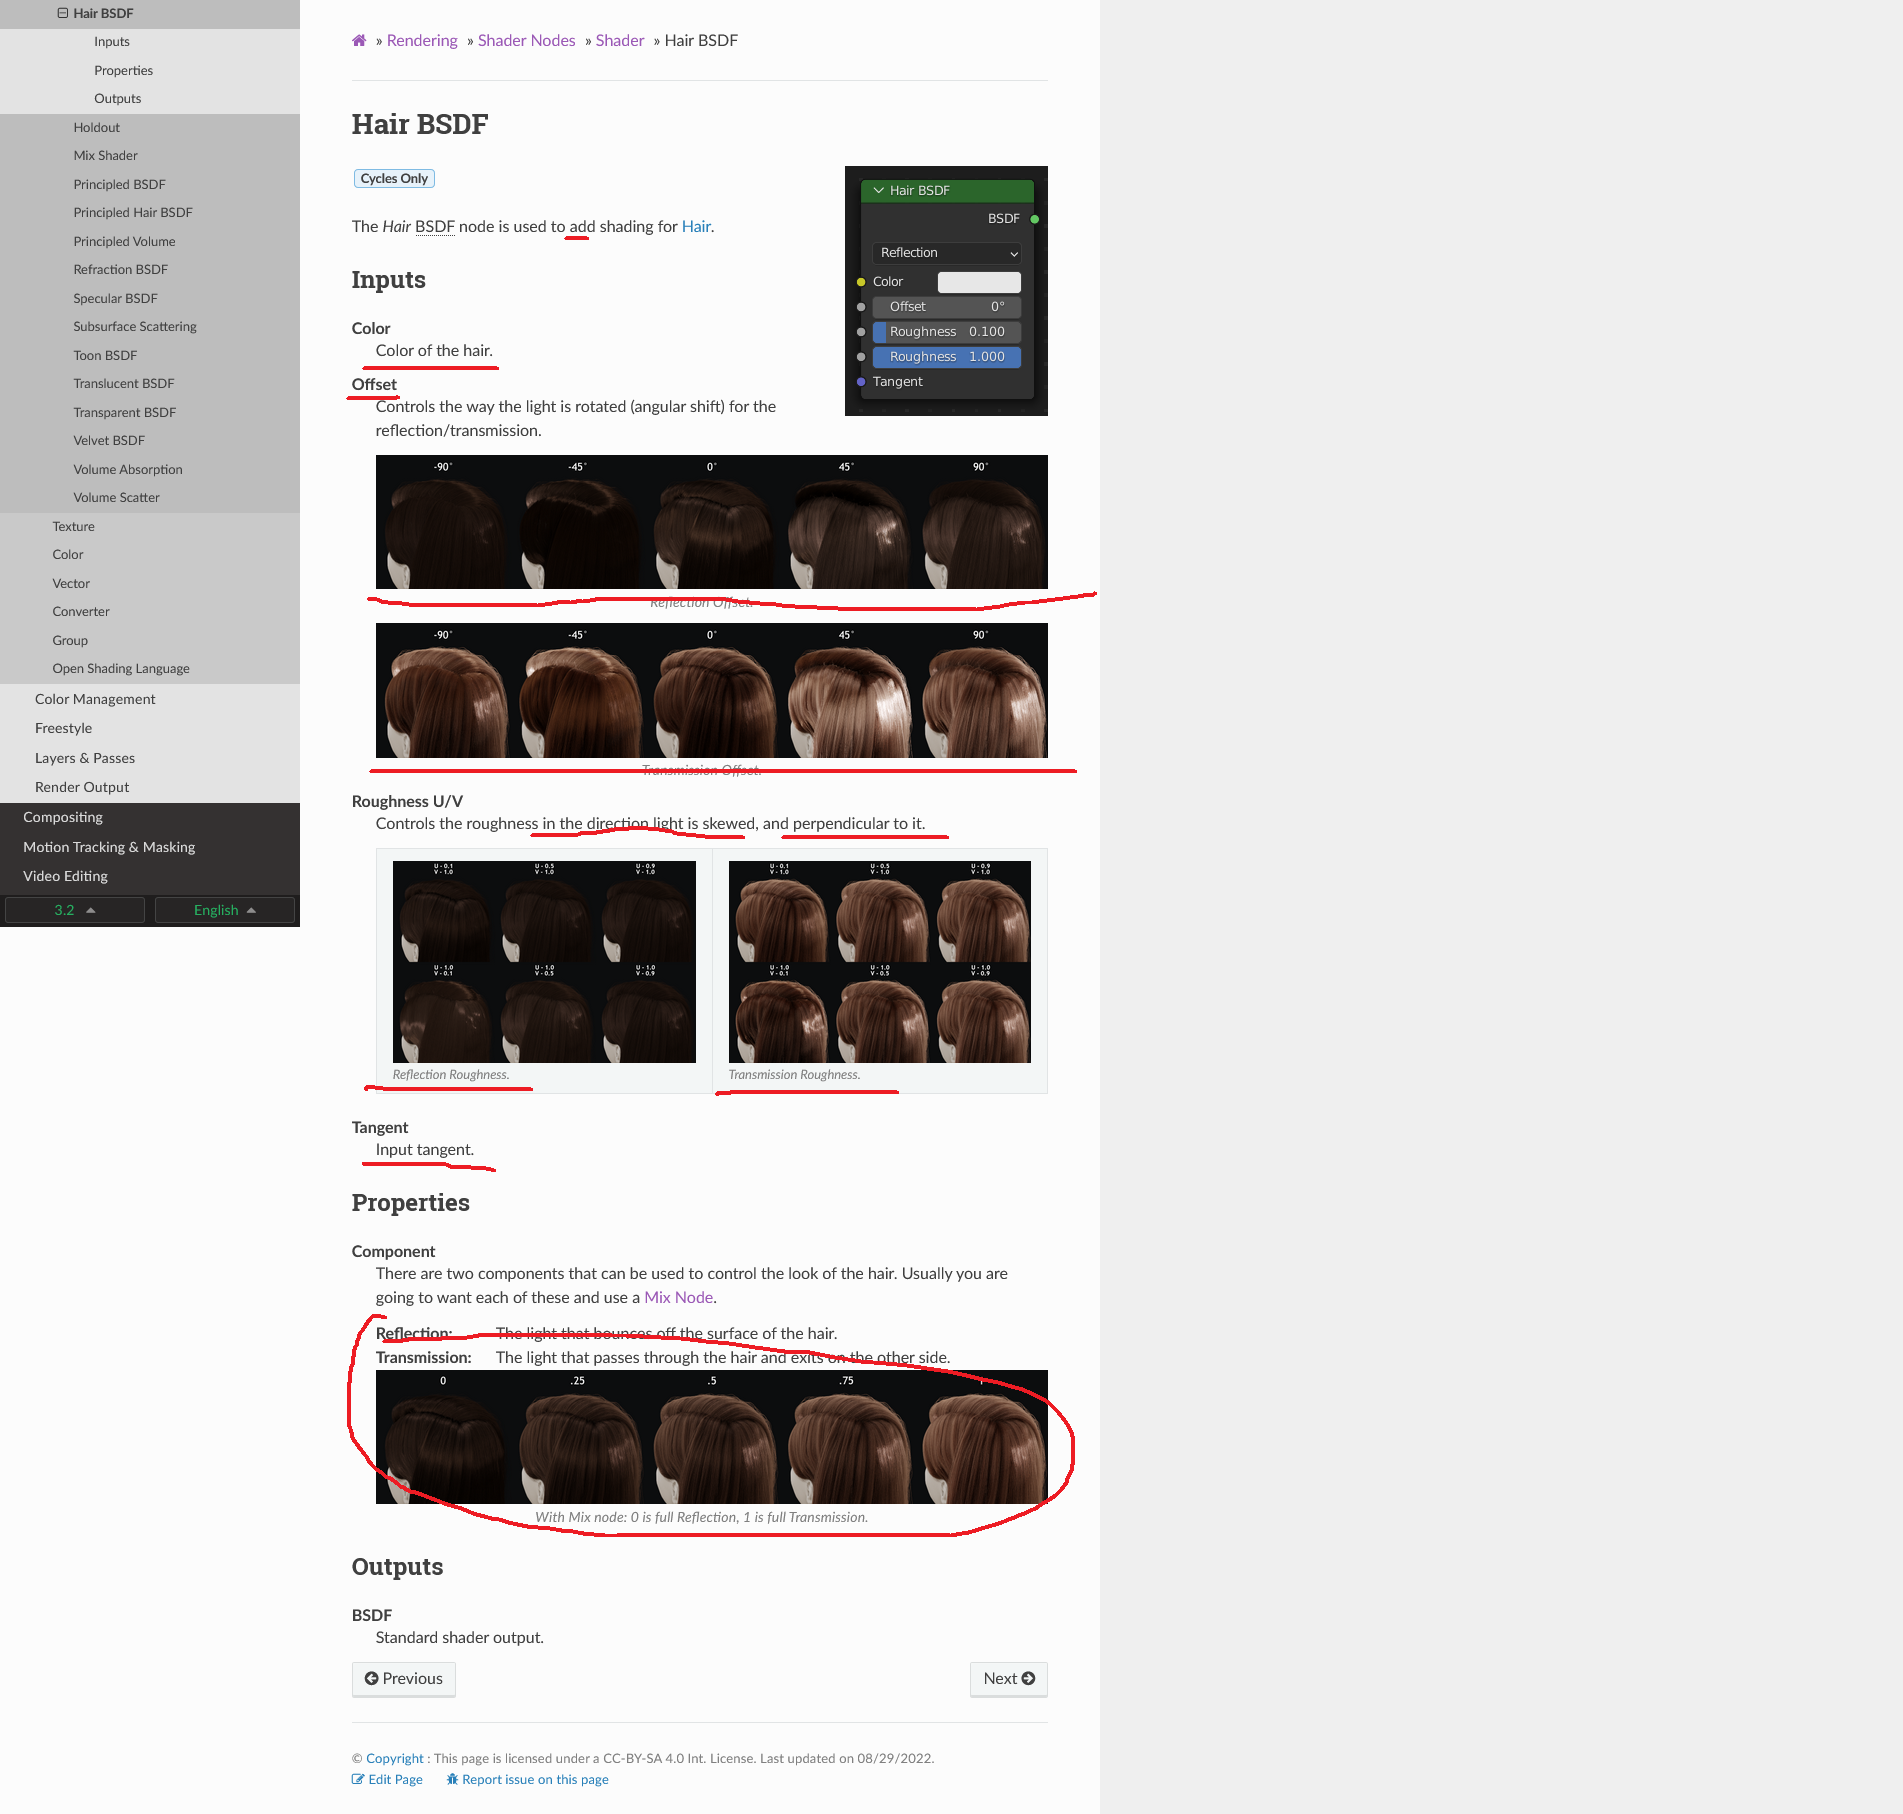 Hair BSDF
Inputs
Properties
Outputs
Holdout
Mix Shader
Principled BSDF
Principled Hair BSDF
Principled Volume
Refraction BSDF
Specular BSDF
Subsurface Scattering
Toon BSDF
Translucent BSDF
Transparent BSDF
Velvet BSDF
Volume Absorption
Volume Scatter
Texture
Color
Vector
Converter
Group
Open Shading Language
Color Management
Freestyle
Layers & Passes
Render Output
Compositing
Motion Tracking & Masking
Video Editing
3.2 English
» Rendering » Shader Nodes » Shader » Hair BSDF
Hair BSDF
Cycles Only
The Hair BSDF node is used to add shading for Hair.
Hair BSDF
BSDF
Reflection
Color
Offset 0°
Roughness 0.100
Roughness 1.000
Tangent
Inputs
Color
Color of the hair.
Offset
Controls the way the light is rotated (angular shift) for the
reflection/transmission.
-90° -45° 0° 45° 90°
Reflection Offset.
-90° -45° 0° 45° 90°
Transmission Offset.
Roughness U/V
Controls the roughness in the direction light is skewed, and perpendicular to it.
U - 0.1 U - 0.5 U - 0.9
V - 1.0 V - 1.0 V - 1.0
U - 1.0 U - 1.0 U - 1.0
V - 0.1 V - 0.5 V - 0.9
Reflection Roughness.
U - 0.1 U - 0.5 U - 0.9
V - 1.0 V - 1.0 V - 1.0
U - 1.0 U - 1.0 U - 1.0
V - 0.1 V - 0.5 V - 0.9
Transmission Roughness.
Tangent
Input tangent.
Properties
Component
There are two components that can be used to control the look of the hair. Usually you are
going to want each of these and use a Mix Node.
Reflection: The light that bounces off the surface of the hair.
Transmission: The light that passes through the hair and exits on the other side.
0 .25 .5 .75
With Mix node: 0 is full Reflection, 1 is full Transmission.
Outputs
BSDF
Standard shader output.
Previous Next
© Copyright : This page is licensed under a CC-BY-SA 4.0 Int. License. Last updated on 08/29/2022.
Edit Page Report issue on this page